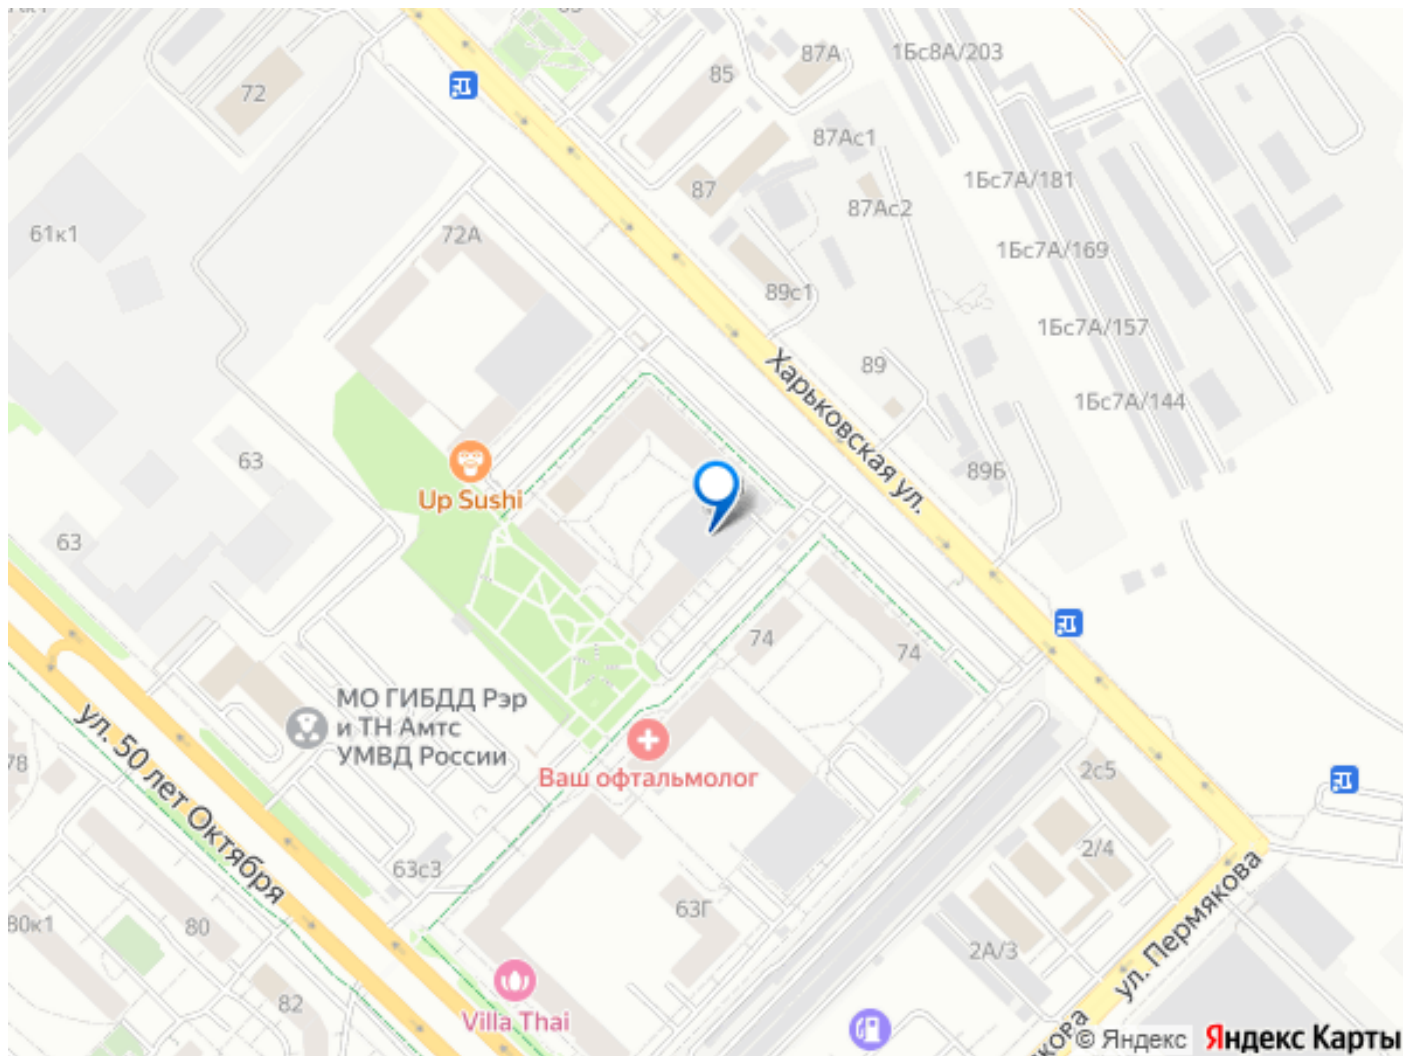 72
85
87А
1Бс8А/203
87Ас1
87
87Ас2
1Бс7А/181
61к1
72А
1Бс7А/169
89с1
1Бс7А/157
89
Харьковская ул.
1Бс7А/144
63
Up Sushi
89Б
63
74
74
МО ГИБДД Рэр
и ТН Амтс
УМВД России
ул. 50 лет Октября
78
Ваш офтальмолог
2с5
2/4
63с3
63Г
80к1
80
2А/3
ул. Пермякова
82
Villa Thai
© Яндекс
Яндекс Карты